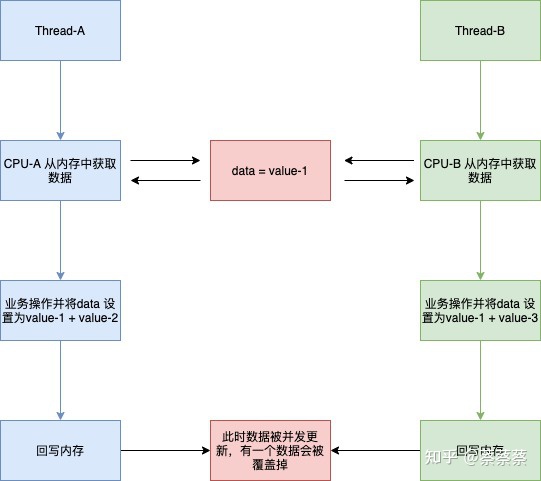 Thread-A
Thread-B
CPU-A 从内存中获取
数据
data = value-1
CPU-B 从内存中获取
数据
业务操作并将data 设
置为value-1 + value-2
业务操作并将data 设
置为value-1 + value-3
回写内存
此时数据被并发更
新，有一个数据会被
覆盖掉
回写内存
知乎 @蔡蔡蔡